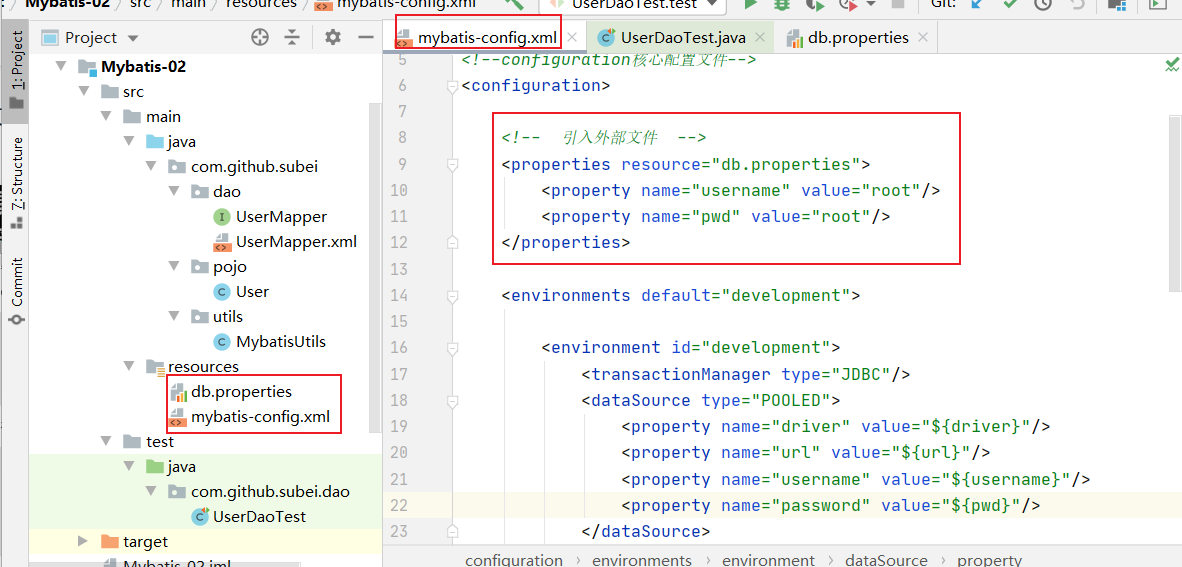 Mybatis-02 src main resources mybatis-config.xml UserDaoTest.test Git:
1: Project
Z: Structure
Commit
Project
Mybatis-02
src
main
java
com.github.subei
dao
UserMapper
UserMapper.xml
pojo
User
utils
MybatisUtils
resources
db.properties
mybatis-config.xml
test
java
com.github.subei.dao
UserDaoTest
target
Mybatis-02.iml
mybatis-config.xml UserDaoTest.java db.properties
5 <!--configuration核心配置文件-->
6 <configuration>
7
8 <!-- 引入外部文件 -->
9 <properties resource="db.properties">
10 <property name="username" value="root"/>
11 <property name="pwd" value="root"/>
12 </properties>
13
14 <environments default="development">
15
16 <environment id="development">
17 <transactionManager type="JDBC"/>
18 <dataSource type="POOLED">
19 <property name="driver" value="${driver}"/>
20 <property name="url" value="${url}"/>
21 <property name="username" value="${username}"/>
22 <property name="password" value="${pwd}"/>
23 </dataSource>
configuration › environments › environment › dataSource › property